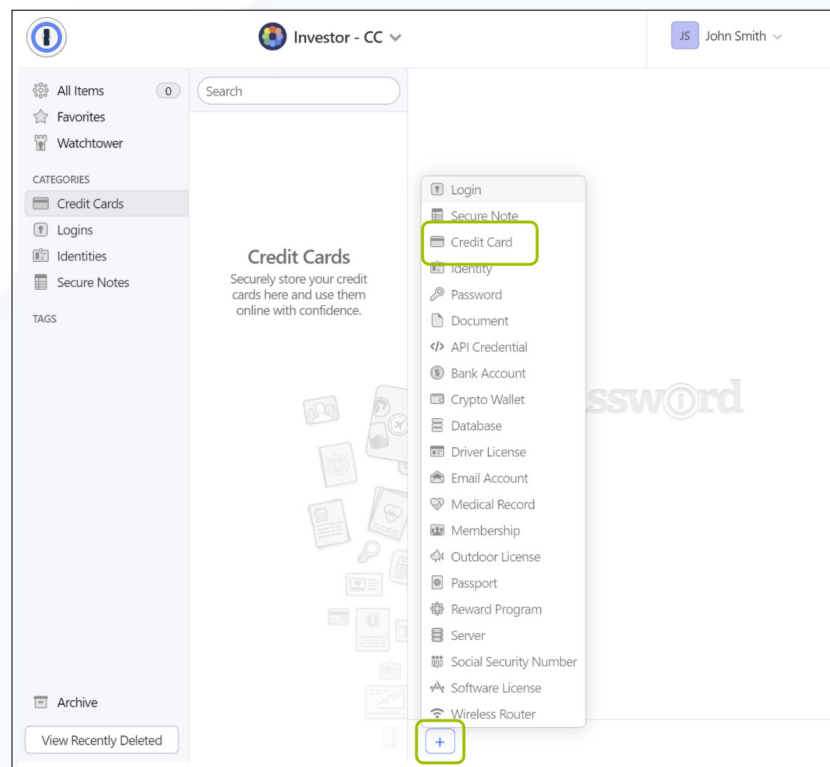 Investor - CC
JS John Smith
All Items 0
Favorites
Watchtower
CATEGORIES
Credit Cards
Logins
Identities
Secure Notes
TAGS
Archive
View Recently Deleted
Search
Credit Cards
Securely store your credit
cards here and use them
online with confidence.
Login
Secure Note
Credit Card
Identity
Password
Document
API Credential
Bank Account
Crypto Wallet
Database
Driver License
Email Account
Medical Record
Membership
Outdoor License
Passport
Reward Program
Server
Social Security Number
Software License
Wireless Router
+
ssword